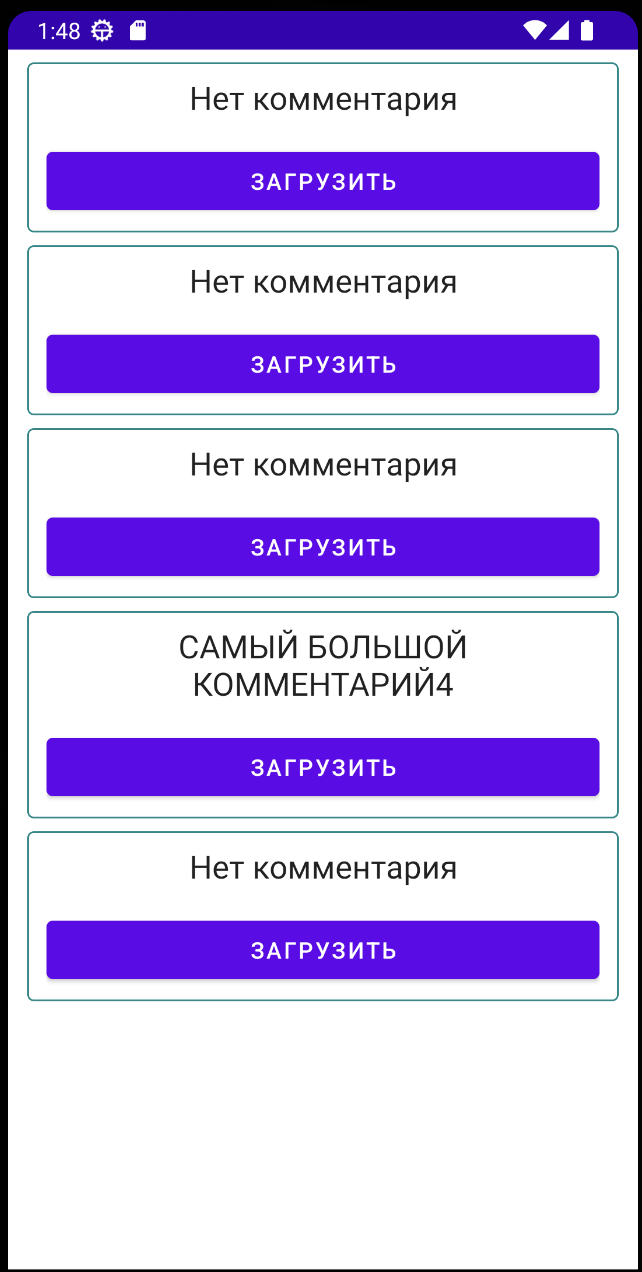 1:48
Нет комментария
ЗАГРУЗИТЬ
Нет комментария
ЗАГРУЗИТЬ
Нет комментария
ЗАГРУЗИТЬ
САМЫЙ БОЛЬШОЙ
КОММЕНТАРИЙ4
ЗАГРУЗИТЬ
Нет комментария
ЗАГРУЗИТЬ